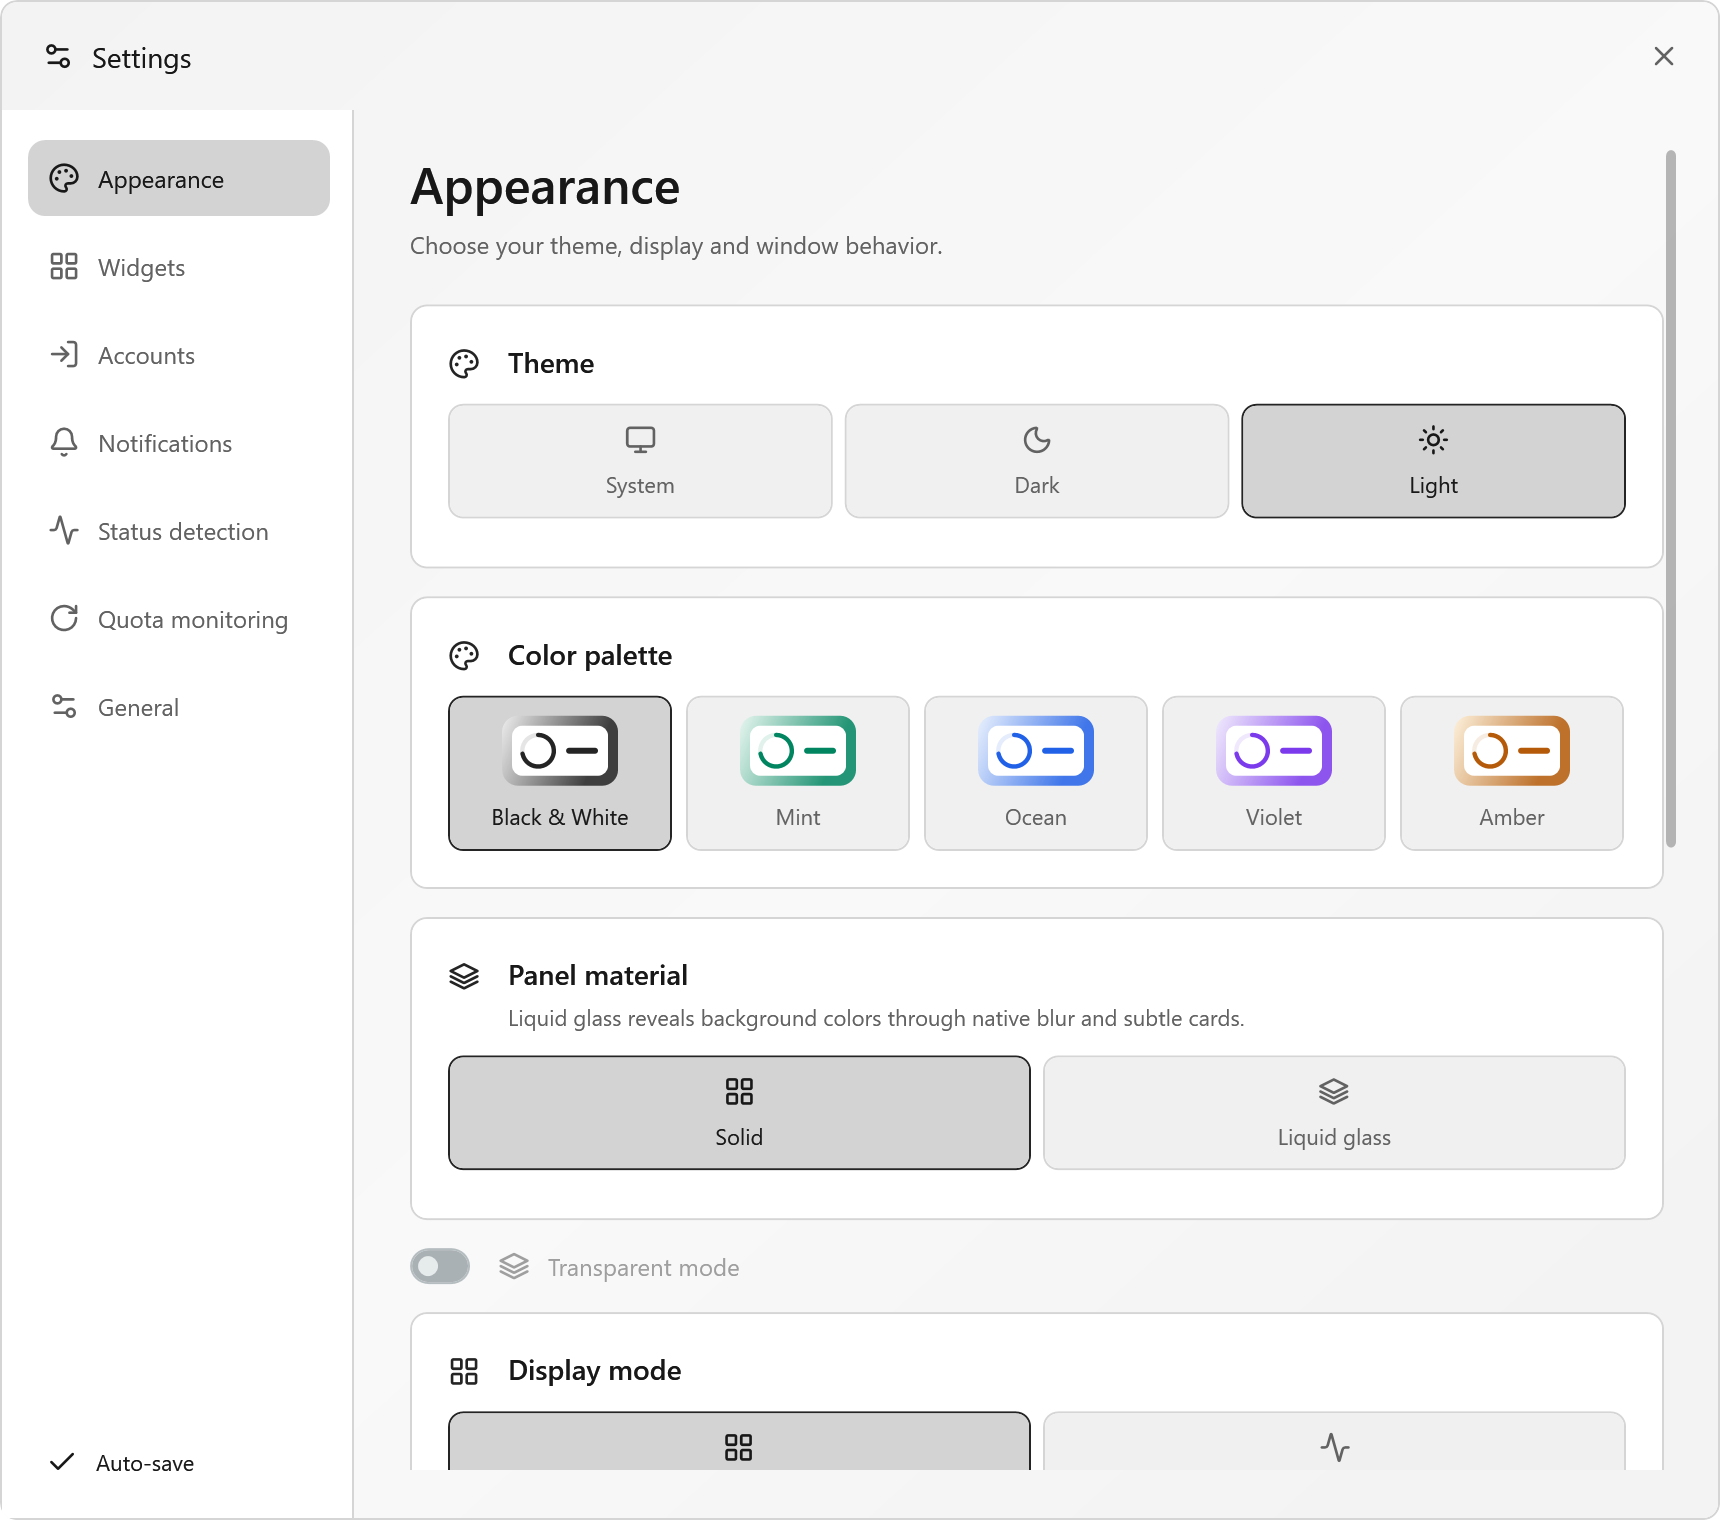 Settings
Appearance
Widgets
Accounts
Notifications
Status detection
Quota monitoring
General
Auto-save
Appearance
Choose your theme, display and window behavior.
Theme
System
Dark
Light
Color palette
Black & White
Mint
Ocean
Violet
Amber
Panel material
Liquid glass reveals background colors through native blur and subtle cards.
Solid
Liquid glass
Transparent mode
Display mode